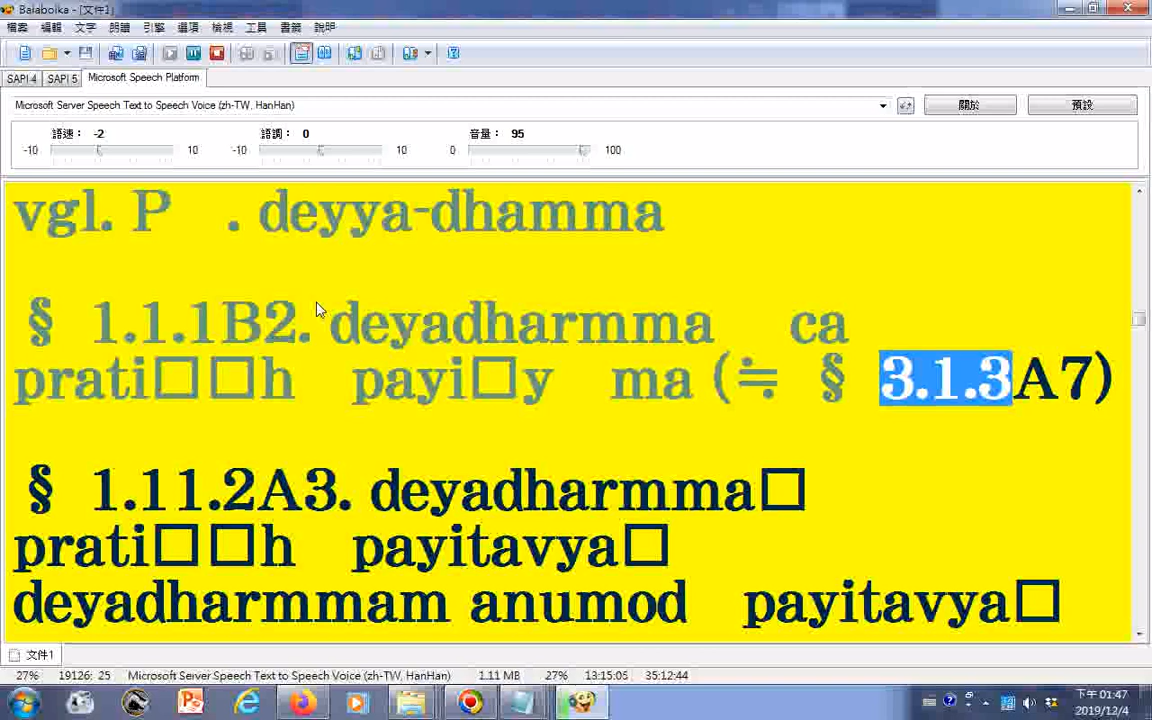 Balabolka - [文件1]
檔案 編輯 文字 朗讀 引擎 選項 檢視 工具 書籤 說明
SAPI 4 SAPI 5 Microsoft Speech Platform
Microsoft Server Speech Text to Speech Voice (zh-TW, HanHan) 關於 預設
語速： -2 語調： 0 音量： 95
-10 10 -10 10 0 100
vgl. P . deyya-dhamma
§ 1.1.1B2. deyadharmma ca
prati□□h payi□y ma (≒ § 3.1.3A7)
§ 1.11.2A3. deyadharmma□
prati□□h payitavya□
deyadharmmam anumod payitavya□
文件1
27% 19126: 25 Microsoft Server Speech Text to Speech Voice (zh-TW, HanHan) 1.11 MB 27% 13:15:05 35:12:44
下午 01:47
2019/12/4